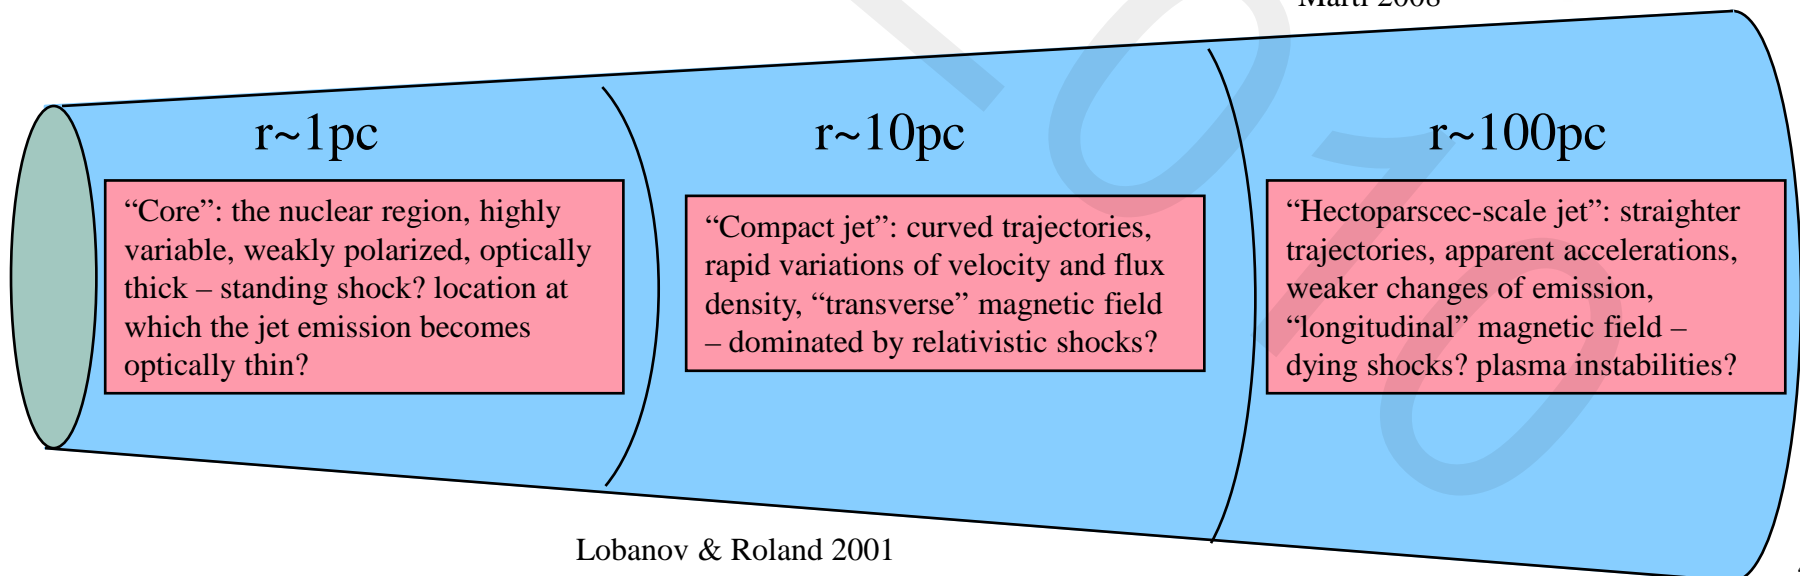 Marti 2008
r~1pc
r~10pc
r~100pc
“Core”: the nuclear region, highly
variable, weakly polarized, optically
thick – standing shock? location at
which the jet emission becomes
optically thin?
“Compact jet”: curved trajectories,
rapid variations of velocity and flux
density, “transverse” magnetic field
– dominated by relativistic shocks?
“Hectoparscec-scale jet”: straighter
trajectories, apparent accelerations,
weaker changes of emission,
“longitudinal” magnetic field –
dying shocks? plasma instabilities?
Lobanov & Roland 2001